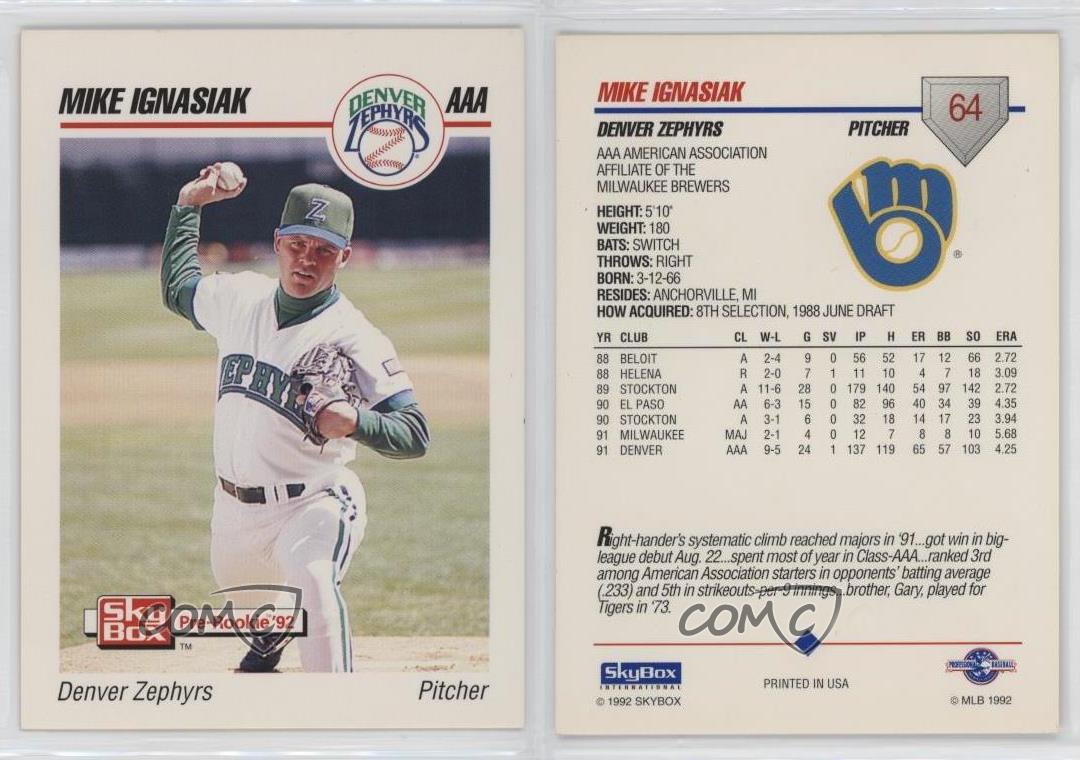 MIKE IGNASIAK
DENVER
ZEPHYRS
AAA
Z
ZEPHYRS
SkyBox Pre-Rookie '92
TM
COMC
Denver Zephyrs Pitcher
MIKE IGNASIAK
64
DENVER ZEPHYRS PITCHER
AAA AMERICAN ASSOCIATION
AFFILIATE OF THE
MILWAUKEE BREWERS
HEIGHT: 5'10"
WEIGHT: 180
BATS: SWITCH
THROWS: RIGHT
BORN: 3-12-66
RESIDES: ANCHORVILLE, MI
HOW ACQUIRED: 8TH SELECTION, 1988 JUNE DRAFT
mb
®
YR CLUB CL W-L G SV IP H ER BB SO ERA
88 BELOIT A 2-4 9 0 56 52 17 12 66 2.72
88 HELENA R 2-0 7 1 11 10 4 7 18 3.09
89 STOCKTON A 11-6 28 0 179 140 54 97 142 2.72
90 EL PASO AA 6-3 15 0 82 96 40 34 39 4.35
90 STOCKTON A 3-1 6 0 32 18 14 17 23 3.94
91 MILWAUKEE MAJ 2-1 4 0 12 7 8 8 10 5.68
91 DENVER AAA 9-5 24 1 137 119 65 57 103 4.25
Right-hander's systematic climb reached majors in '91...got win in big-
league debut Aug. 22...spent most of year in Class-AAA...ranked 3rd
among American Association starters in opponents' batting average
(.233) and 5th in strikeouts-per-9 innings...brother, Gary, played for
Tigers in '73.
COMC
SkyBox
INTERNATIONAL
© 1992 SKYBOX
PRINTED IN USA
PROFESSIONAL BASEBALL
© MLB 1992